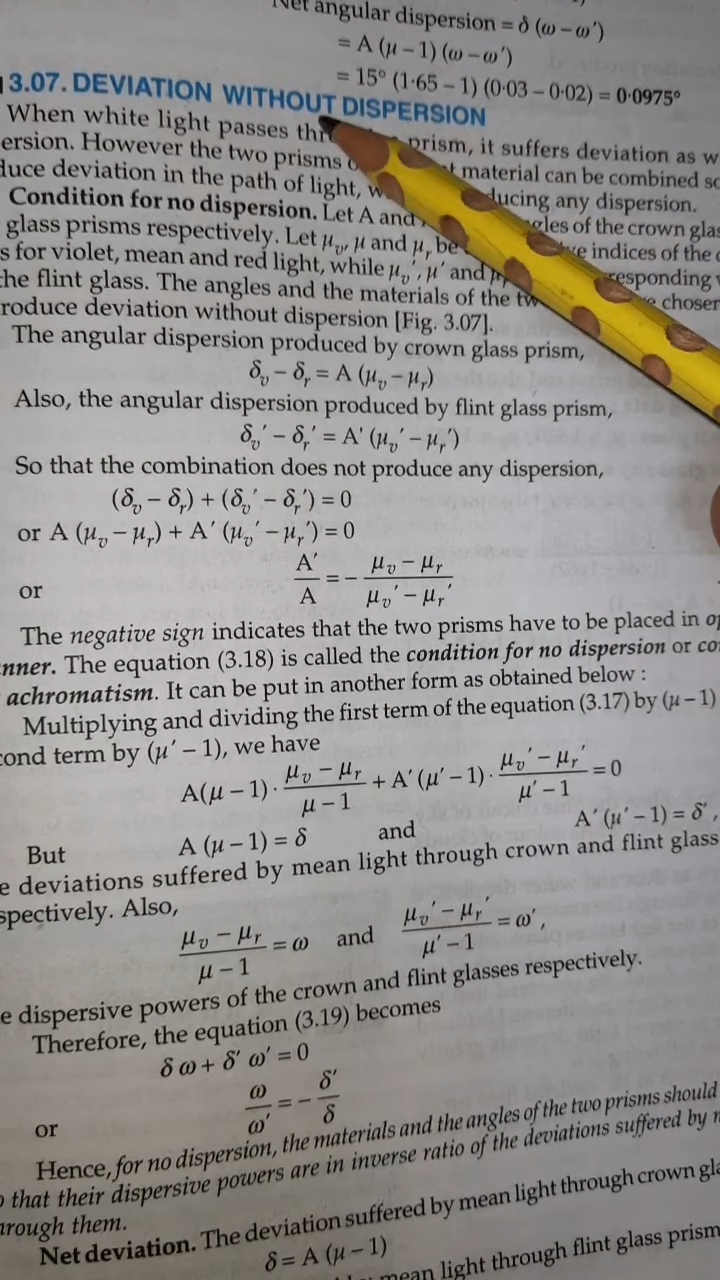 Net angular dispersion = δ (ω – ω′)
= A (μ – 1) (ω – ω′)
= 15° (1·65 – 1) (0·03 – 0·02) = 0·0975°
3.07. DEVIATION WITHOUT DISPERSION
When white light passes prism, it suffers deviation as
ersion. However the two prisms material can be combined
duce deviation in the path of light, ducing any dispersion.
Condition for no dispersion. Let A and gles of the crown
glass prisms respectively. Let μᵥ, μ and μᵣ be indices of the
s for violet, mean and red light, while μᵥ′, μ′ and responding
the flint glass. The angles and the materials of the chosen
roduce deviation without dispersion [Fig. 3.07].
The angular dispersion produced by crown glass prism,
δᵥ – δᵣ = A (μᵥ – μᵣ)
Also, the angular dispersion produced by flint glass prism,
δᵥ′ – δᵣ′ = A′ (μᵥ′ – μᵣ′)
So that the combination does not produce any dispersion,
(δᵥ – δᵣ) + (δᵥ′ – δᵣ′) = 0
or A (μᵥ – μᵣ) + A′ (μᵥ′ – μᵣ′) = 0
or A′/A = – (μᵥ – μᵣ)/(μᵥ′ – μᵣ′)
The negative sign indicates that the two prisms have to be placed in
nner. The equation (3.18) is called the condition for no dispersion or
achromatism. It can be put in another form as obtained below :
Multiplying and dividing the first term of the equation (3.17) by (μ – 1)
cond term by (μ′ – 1), we have
A(μ – 1) · (μᵥ – μᵣ)/(μ – 1) + A′ (μ′ – 1) · (μᵥ′ – μᵣ′)/(μ′ – 1) = 0
But A (μ – 1) = δ and A′ (μ′ – 1) = δ′,
e deviations suffered by mean light through crown and flint glass
spectively. Also,
(μᵥ – μᵣ)/(μ – 1) = ω and (μᵥ′ – μᵣ′)/(μ′ – 1) = ω′,
e dispersive powers of the crown and flint glasses respectively.
Therefore, the equation (3.19) becomes
δ ω + δ′ ω′ = 0
or ω/ω′ = – δ′/δ
Hence, for no dispersion, the materials and the angles of the two prisms should
that their dispersive powers are in inverse ratio of the deviations suffered by
hrough them.
Net deviation. The deviation suffered by mean light through crown
δ = A (μ – 1)
mean light through flint glass prism